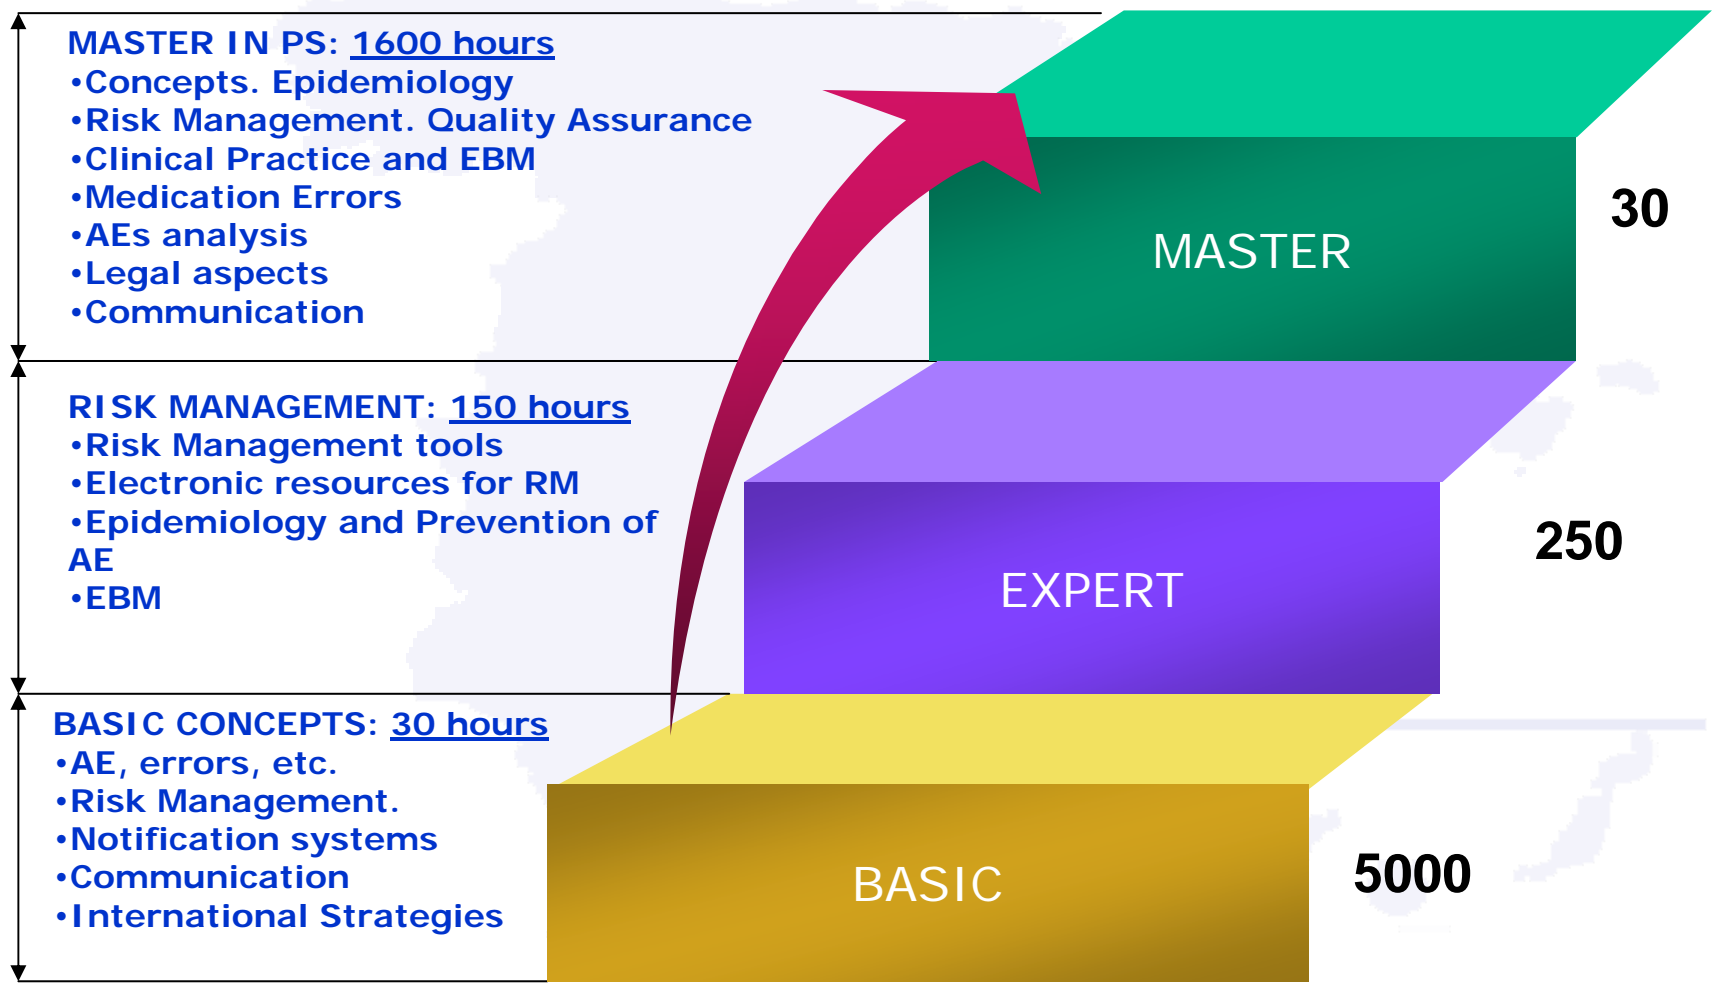 MASTER IN PS: 1600 hours
•Concepts. Epidemiology
•Risk Management. Quality Assurance
•Clinical Practice and EBM
•Medication Errors
•AEs analysis
•Legal aspects
•Communication
MASTER
30
RISK MANAGEMENT: 150 hours
•Risk Management tools
•Electronic resources for RM
•Epidemiology and Prevention of
AE
•EBM
EXPERT
250
BASIC CONCEPTS: 30 hours
•AE, errors, etc.
•Risk Management.
•Notification systems
•Communication
•International Strategies
BASIC
5000